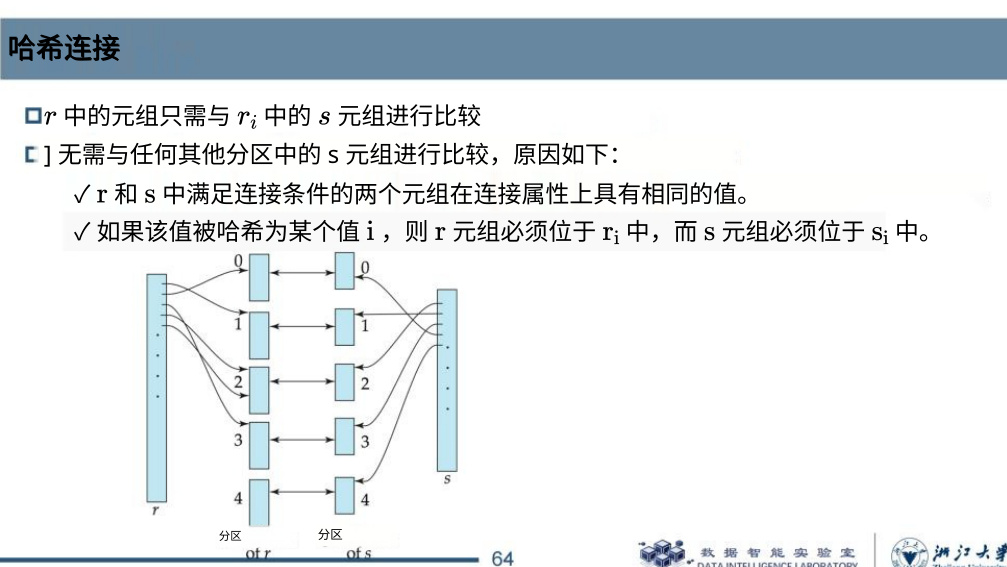 哈希连接
r 中的元组只需与 r_i 中的 s 元组进行比较
] 无需与任何其他分区中的 s 元组进行比较，原因如下：
✓ r 和 s 中满足连接条件的两个元组在连接属性上具有相同的值。
✓ 如果该值被哈希为某个值 i ，则 r 元组必须位于 r_i 中，而 s 元组必须位于 s_i 中。
0 0
1 1
2 2
3 3
4 4
r
s
分区 分区
of r of s
64
数据智能实验室
DATA INTELLIGENCE LABORATORY
浙江大学